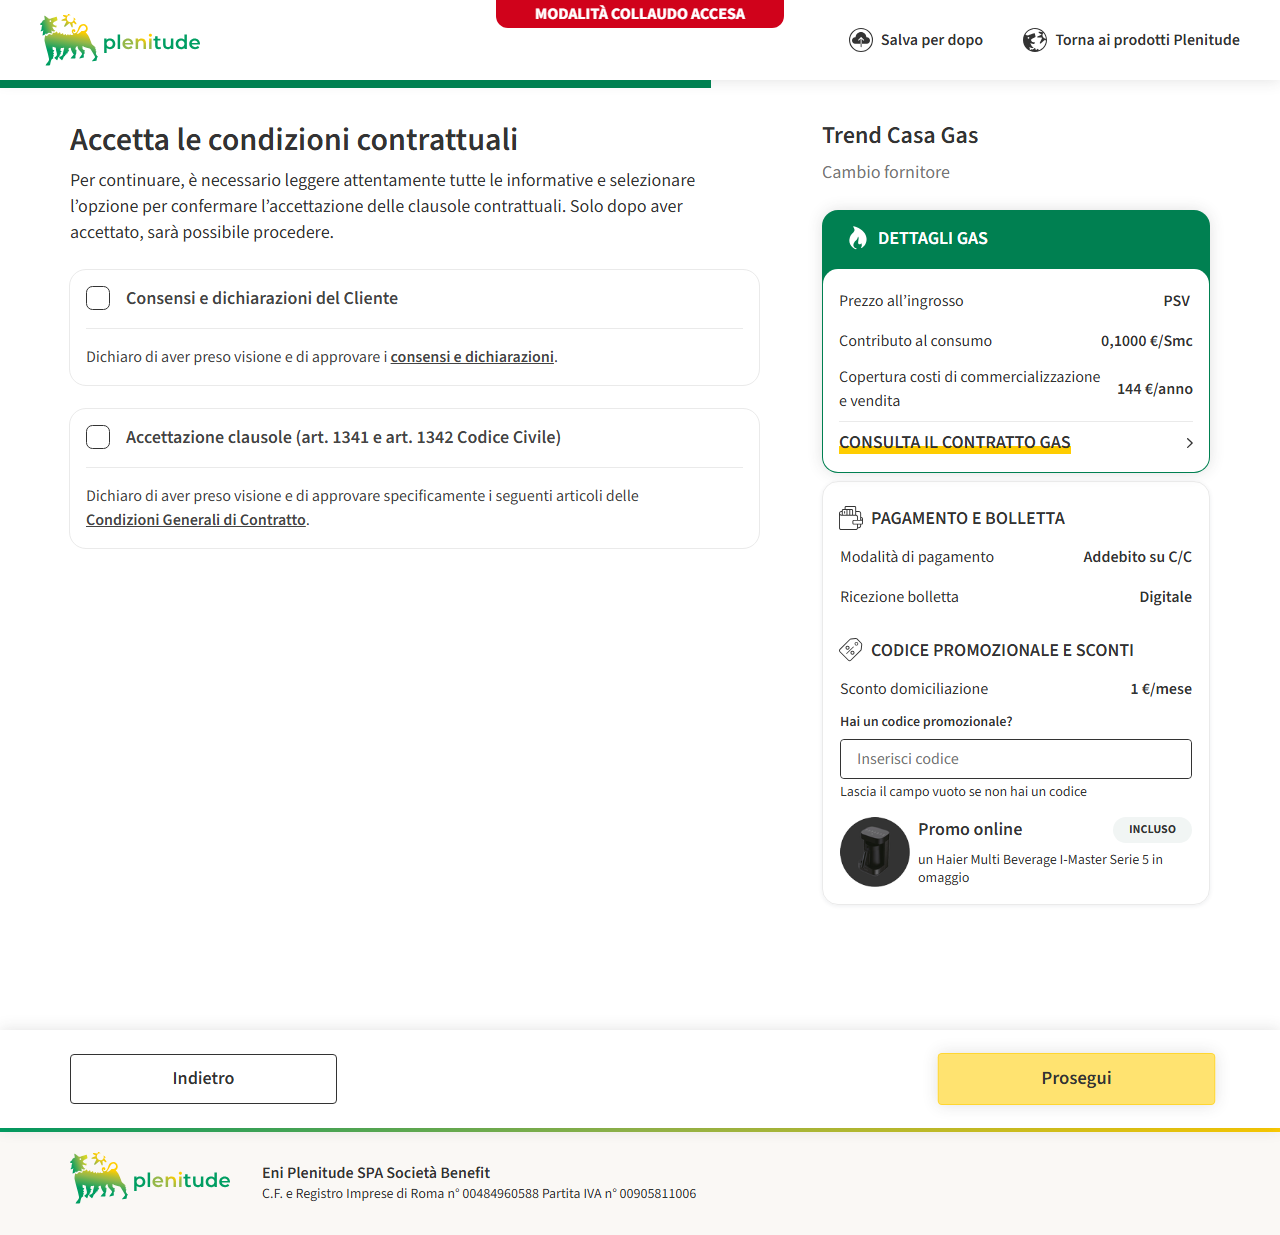 MODALITÀ COLLAUDO ACCESA
plenitude
Salva per dopo
Torna ai prodotti Plenitude
Accetta le condizioni contrattuali
Per continuare, è necessario leggere attentamente tutte le informative e selezionare
l’opzione per confermare l’accettazione delle clausole contrattuali. Solo dopo aver
accettato, sarà possibile procedere.
Consensi e dichiarazioni del Cliente
Dichiaro di aver preso visione e di approvare i consensi e dichiarazioni.
Accettazione clausole (art. 1341 e art. 1342 Codice Civile)
Dichiaro di aver preso visione e di approvare specificamente i seguenti articoli delle
Condizioni Generali di Contratto.
Trend Casa Gas
Cambio fornitore
DETTAGLI GAS
Prezzo all’ingrosso PSV
Contributo al consumo 0,1000 €/Smc
Copertura costi di commercializzazione
e vendita 144 €/anno
CONSULTA IL CONTRATTO GAS
PAGAMENTO E BOLLETTA
Modalità di pagamento Addebito su C/C
Ricezione bolletta Digitale
CODICE PROMOZIONALE E SCONTI
Sconto domiciliazione 1 €/mese
Hai un codice promozionale?
Inserisci codice
Lascia il campo vuoto se non hai un codice
Promo online INCLUSO
un Haier Multi Beverage I-Master Serie 5 in
omaggio
Indietro
Prosegui
plenitude
Eni Plenitude SPA Società Benefit
C.F. e Registro Imprese di Roma n° 00484960588 Partita IVA n° 00905811006